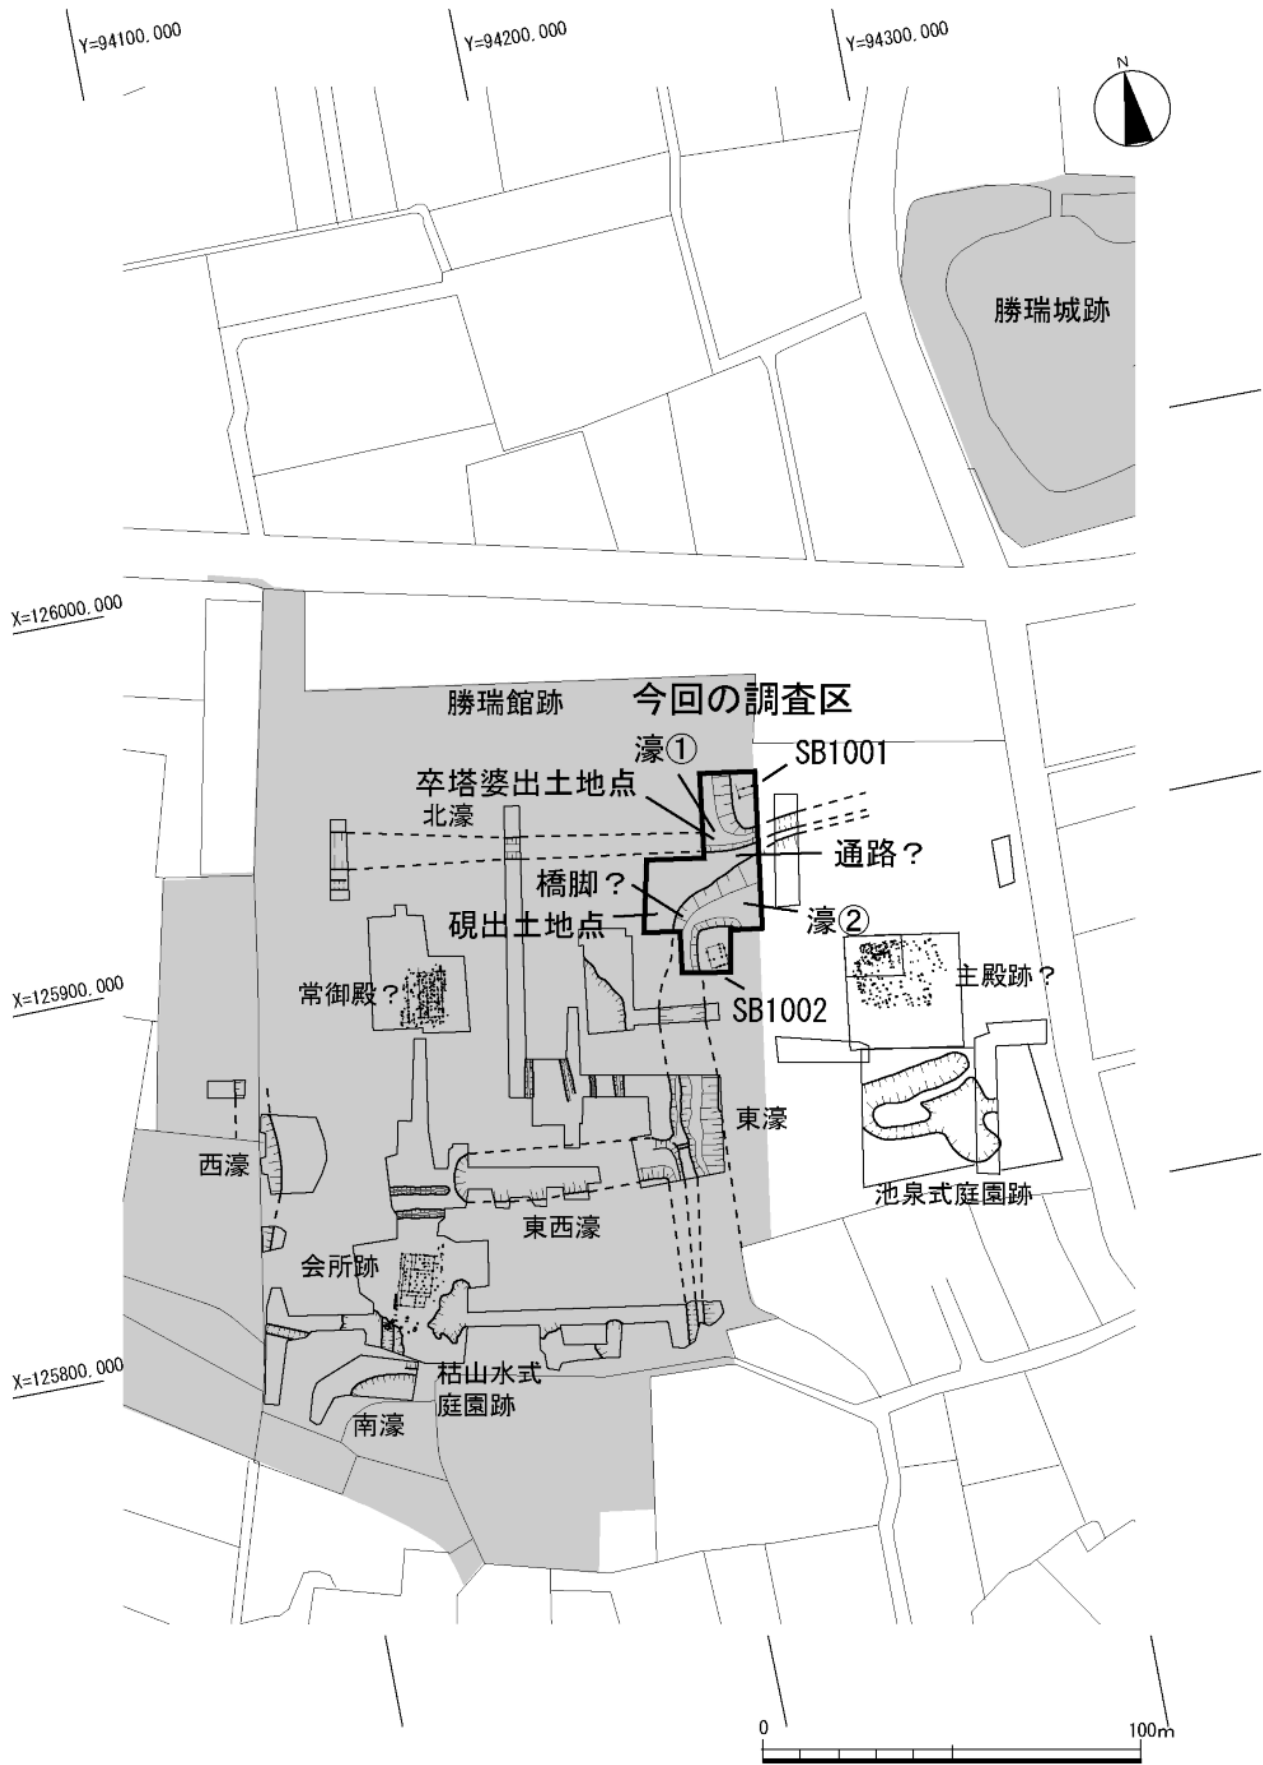 Y=94100.000
Y=94200.000
Y=94300.000
N
勝瑞城跡
X=126000.000
勝瑞館跡
今回の調査区
濠①
SB1001
卒塔婆出土地点
北濠
通路？
橋脚？
硯出土地点
濠②
常御殿？
主殿跡？
X=125900.000
SB1002
東濠
西濠
池泉式庭園跡
東西濠
会所跡
X=125800.000
枯山水式
庭園跡
南濠
0
100m